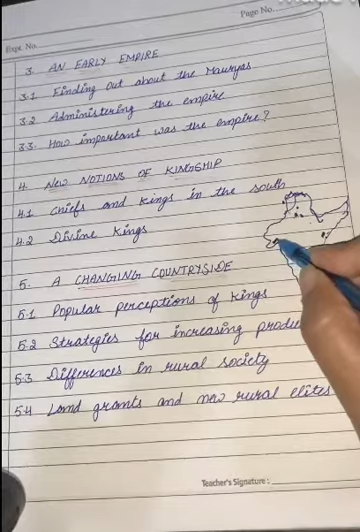 Page No.
Expt. No.
3. AN EARLY EMPIRE
3.1 Finding out about the Mauryas
3.2 Administering the empire
3.3 How important was the empire?
4. NEW NOTIONS OF KINGSHIP
4.1 Chiefs and Kings in the south
4.2 Divine Kings
5. A CHANGING COUNTRYSIDE
5.1 Popular perceptions of Kings
5.2 Strategies for increasing produ
5.3 Differences in rural society
5.4 Land grants and new rural elites
Teacher's Signature :